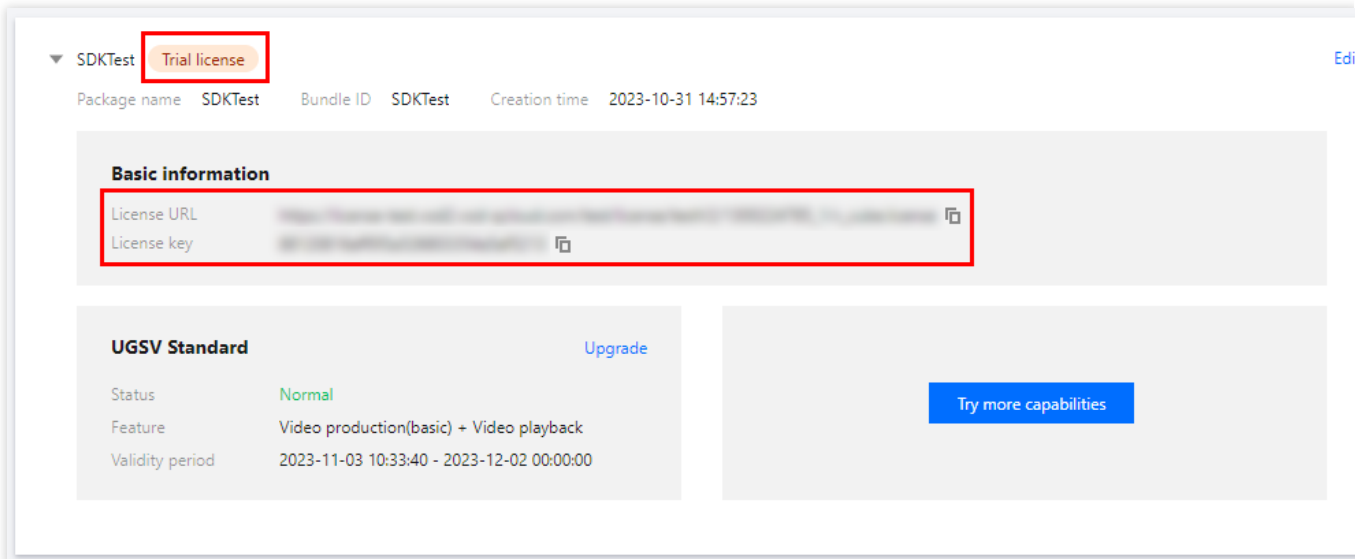 SDKTest Trial license Edi
Package name SDKTest Bundle ID SDKTest Creation time 2023-10-31 14:57:23
Basic information
License URL
License key
UGSV Standard Upgrade
Status Normal
Feature Video production(basic) + Video playback
Validity period 2023-11-03 10:33:40 - 2023-12-02 00:00:00
Try more capabilities